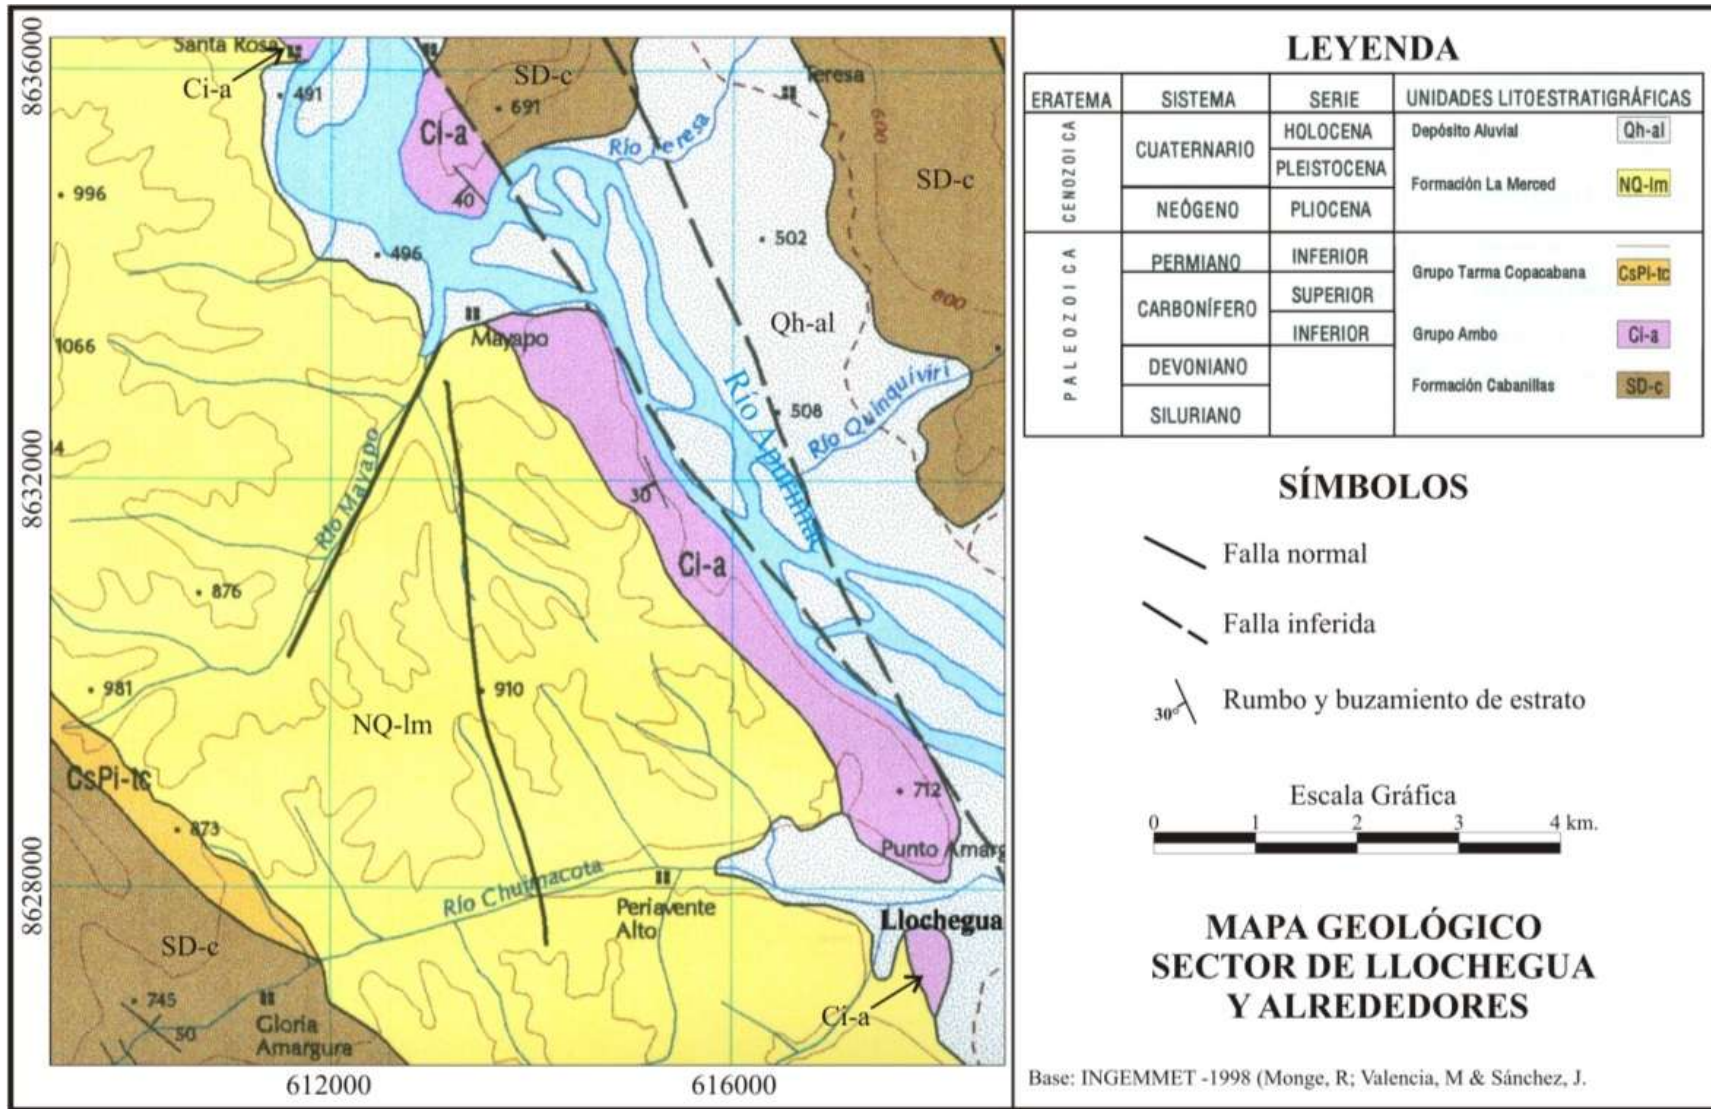 8636000
8632000
8628000
612000
616000
Santa Rosa
Ci-a
491
SD-c
691
Teresa
CI-a
Río Teresa
600
SD-c
996
40
502
496
800
Qh-al
Mayapo
1066
Río Apurimac
508
Río Quinquiviri
Río Mayapo
30
CI-a
876
981
910
NQ-lm
CsPi-tc
712
873
Punto Amarg
Río Chuimacota
Periavente
Alto
Llochegua
SD-c
745
50
Gloria
Amargura
Ci-a
LEYENDA
ERATEMA SISTEMA SERIE UNIDADES LITOESTRATIGRÁFICAS
CENOZOICA
CUATERNARIO
HOLOCENA
Depósito Aluvial Qh-al
PLEISTOCENA
Formación La Merced NQ-lm
NEÓGENO PLIOCENA
PALEOZOICA
PERMIANO INFERIOR
Grupo Tarma Copacabana CsPI-tc
CARBONÍFERO
SUPERIOR
INFERIOR
Grupo Ambo CI-a
DEVONIANO
Formación Cabanillas SD-c
SILURIANO
SÍMBOLOS
Falla normal
Falla inferida
30° Rumbo y buzamiento de estrato
Escala Gráfica
0 1 2 3 4 km.
MAPA GEOLÓGICO
SECTOR DE LLOCHEGUA
Y ALREDEDORES
Base: INGEMMET -1998 (Monge, R; Valencia, M & Sánchez, J.